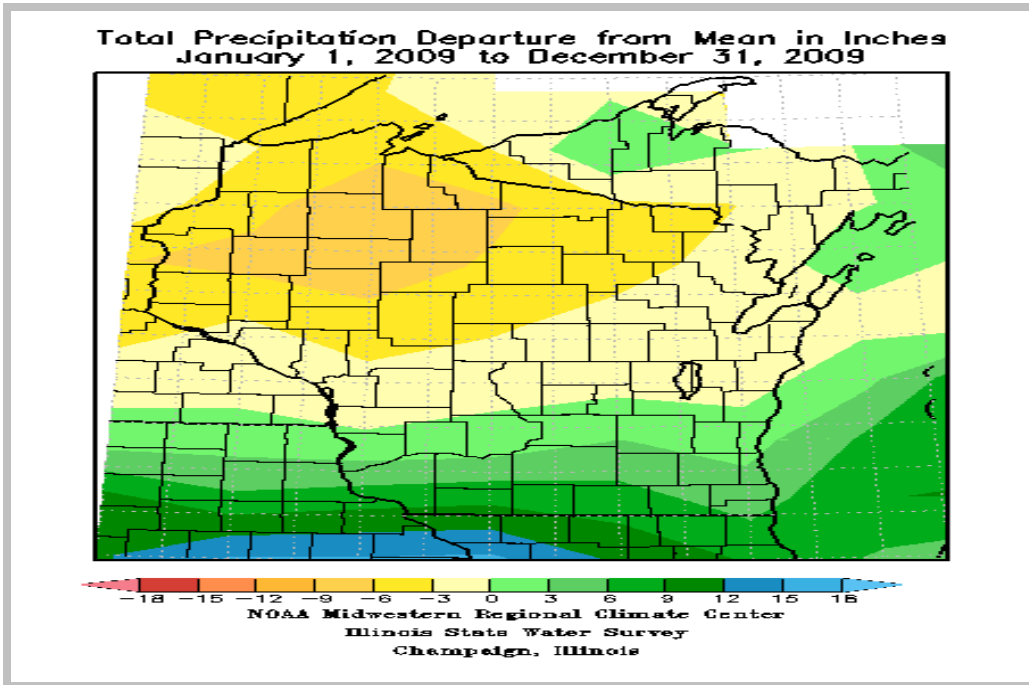 Total Precipitation Departure from Mean in Inches
January 1, 2009 to December 31, 2009
-18 -15 -12 -9 -6 -3 0 3 6 9 12 15 18
NOAA Midwestern Regional Climate Center
Illinois State Water Survey
Champaign, Illinois